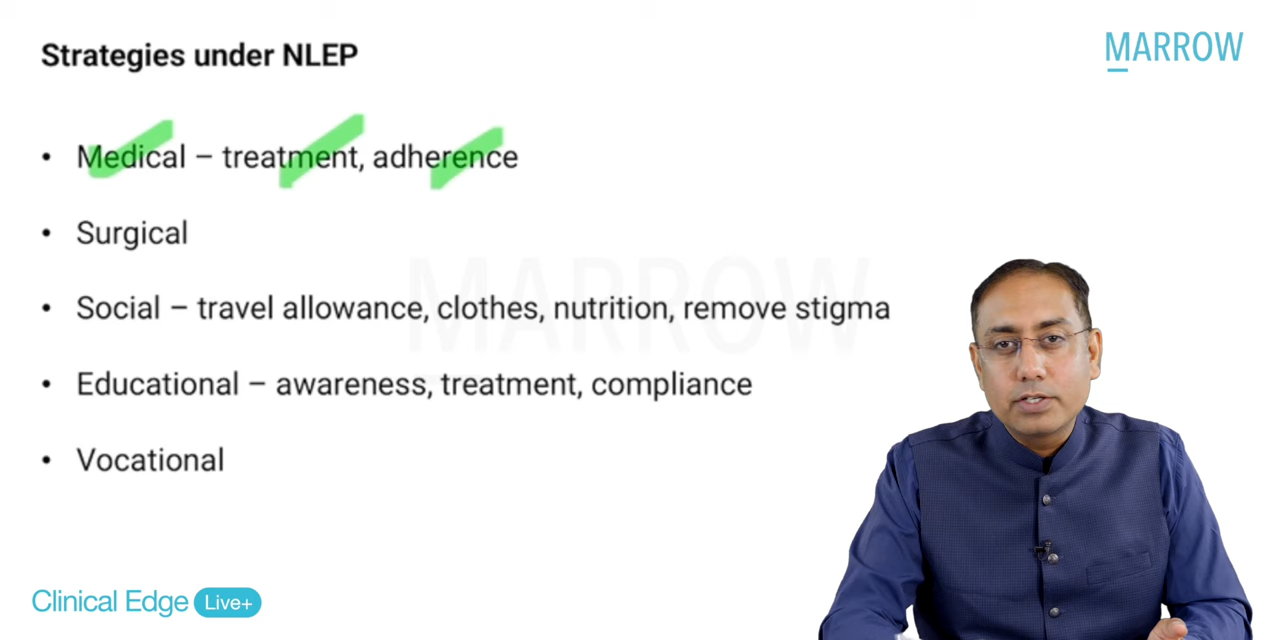 Strategies under NLEP
MARROW
• Medical – treatment, adherence
• Surgical
• Social – travel allowance, clothes, nutrition, remove stigma
MARROW
• Educational – awareness, treatment, compliance
• Vocational
Clinical Edge Live+